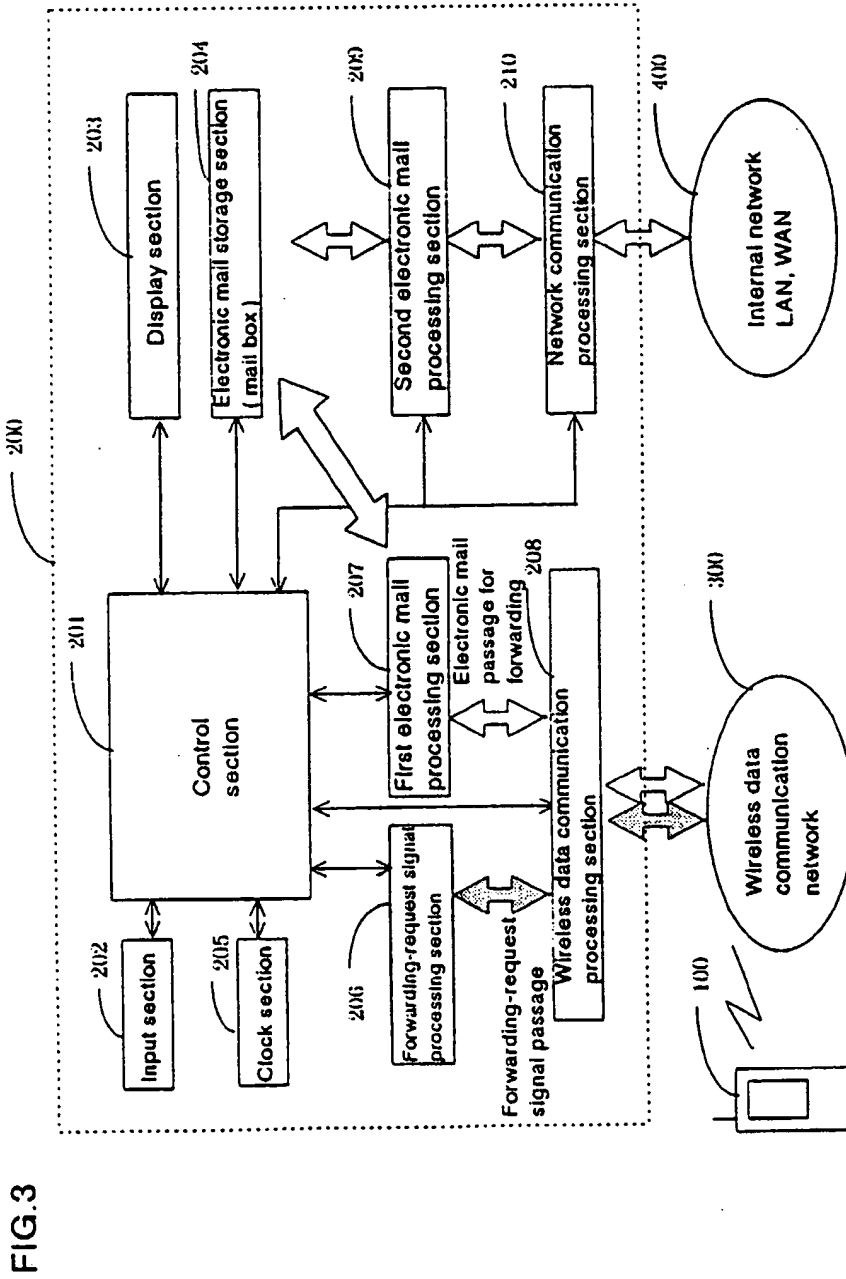 FIG.3
200
201
Control
section
202
Input section
205
Clock section
203
Display section
204
Electronic mail storage section
( mail box )
206
Forwarding-request signal
processing section
207
First electronic mail
processing section
209
Second electronic mail
processing section
Forwarding-request
signal passage
Electronic mail
passage for
forwarding
208
Wireless data communication
processing section
210
Network communication
processing section
100
300
Wireless data
communication
network
400
Internal network
LAN, WAN